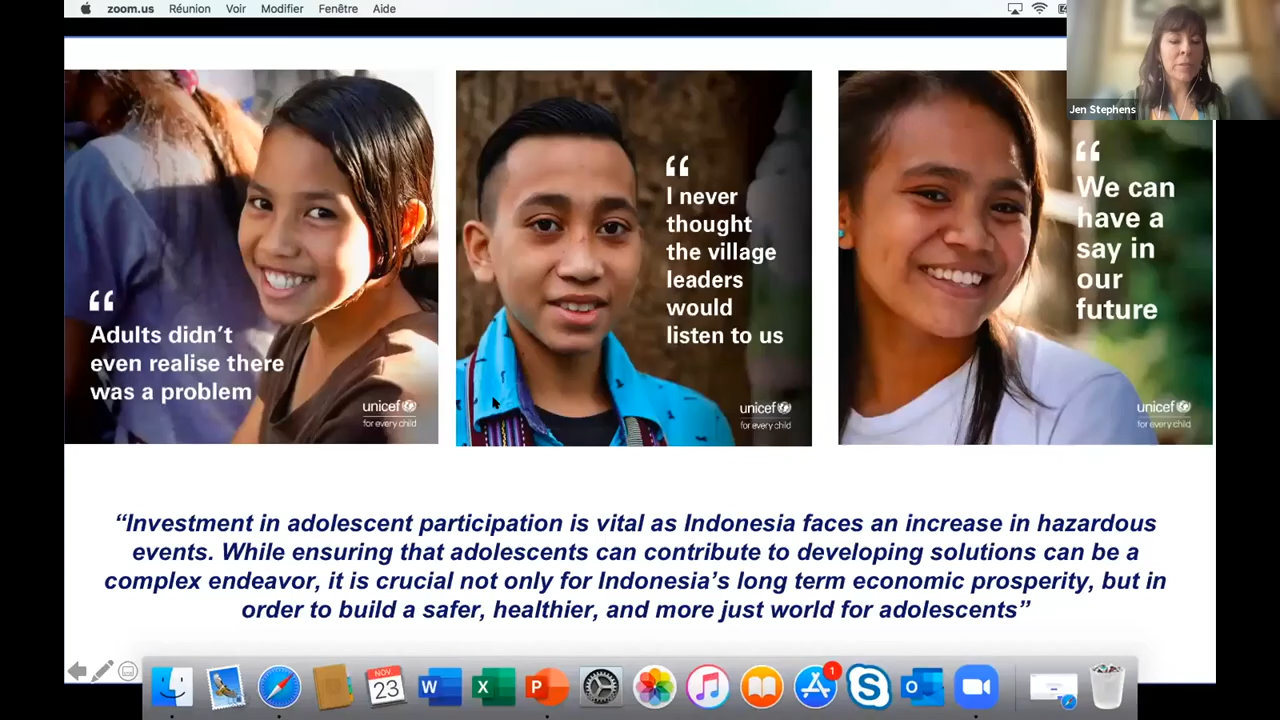 zoom.us Réunion Voir Modifier Fenêtre Aide
Jen Stephens
“
Adults didn’t
even realise there
was a problem
unicef
for every child
“
I never
thought
the village
leaders
would
listen to us
unicef
for every child
“
We can
have a
say in
our
future
unicef
for every child
“Investment in adolescent participation is vital as Indonesia faces an increase in hazardous
events. While ensuring that adolescents can contribute to developing solutions can be a
complex endeavor, it is crucial not only for Indonesia’s long term economic prosperity, but in
order to build a safer, healthier, and more just world for adolescents”
NOV
23
W
X
P
1
S
O